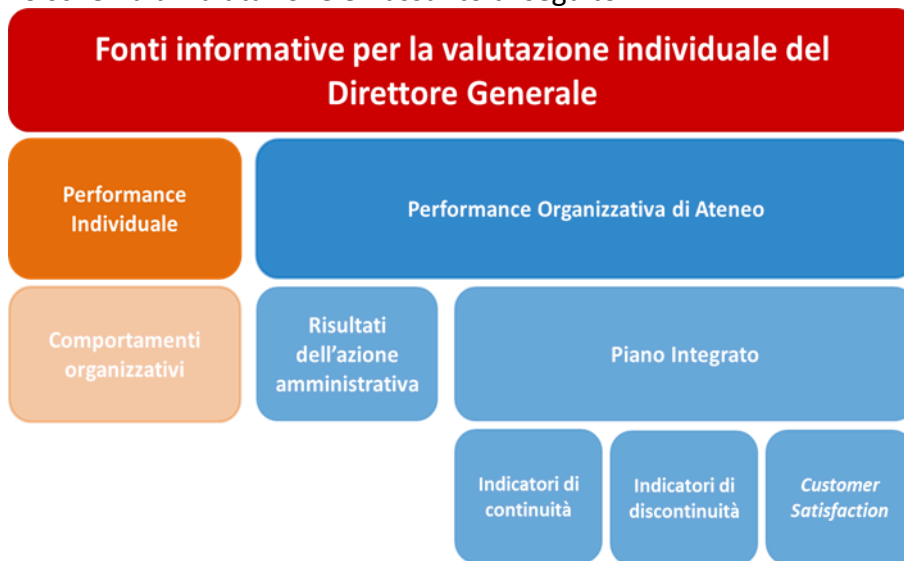 Fonti informative per la valutazione individuale del
Direttore Generale
Performance
Individuale
Performance Organizzativa di Ateneo
Comportamenti
organizzativi
Risultati
dell'azione
amministrativa
Piano Integrato
Indicatori di
continuità
Indicatori di
discontinuità
Customer
Satisfaction